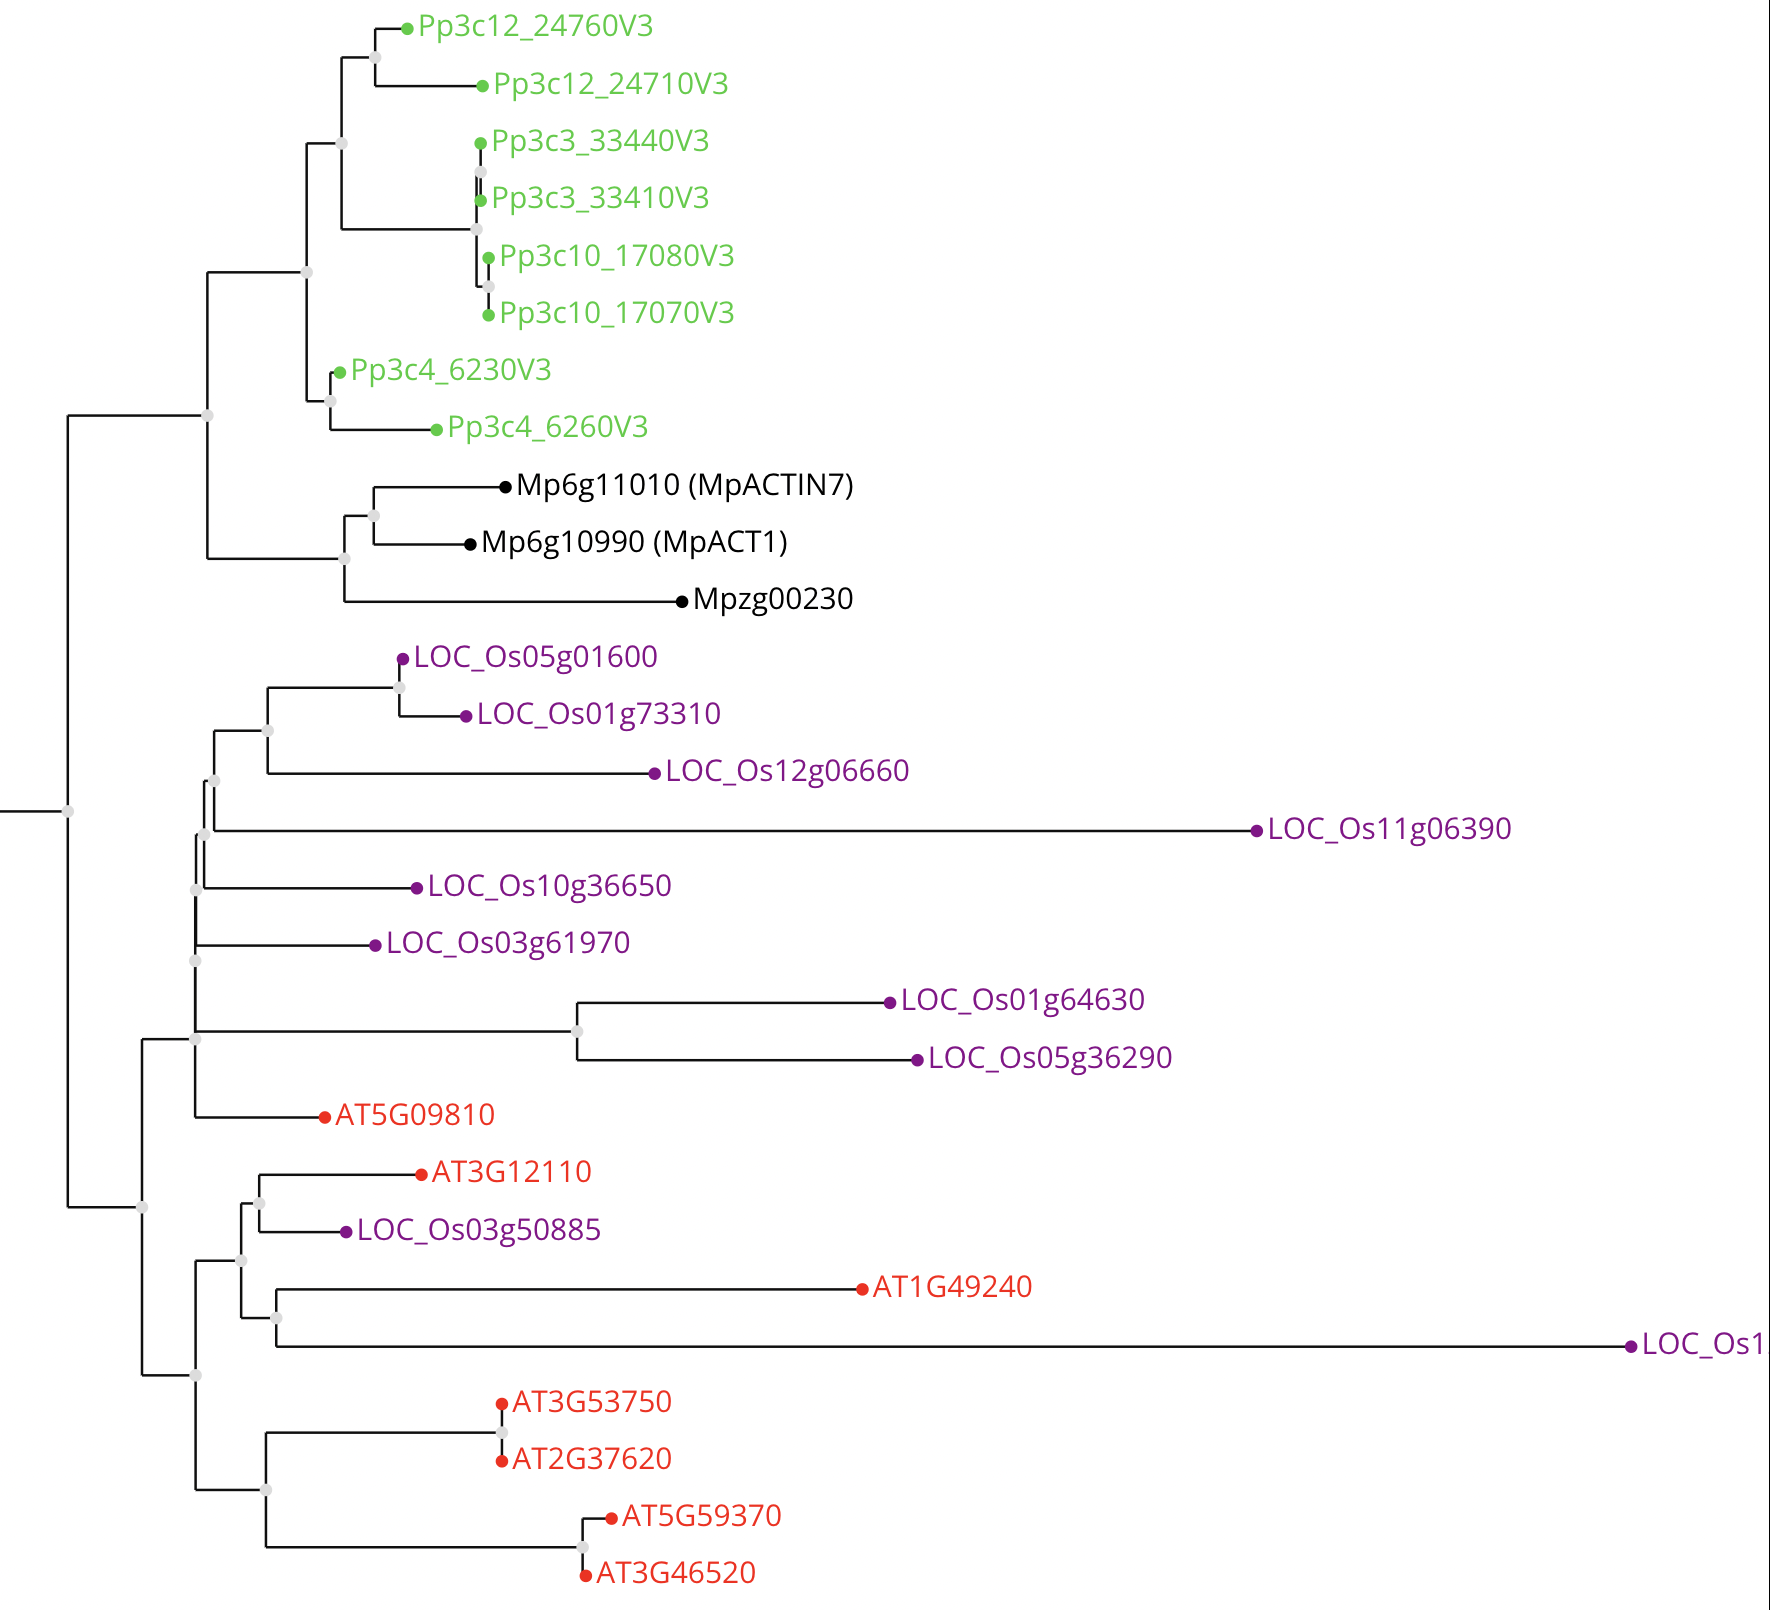 Pp3c12_24760V3
Pp3c12_24710V3
Pp3c3_33440V3
Pp3c3_33410V3
Pp3c10_17080V3
Pp3c10_17070V3
Pp3c4_6230V3
Pp3c4_6260V3
Mp6g11010 (MpACTIN7)
Mp6g10990 (MpACT1)
Mpzg00230
LOC_Os05g01600
LOC_Os01g73310
LOC_Os12g06660
LOC_Os11g06390
LOC_Os10g36650
LOC_Os03g61970
LOC_Os01g64630
LOC_Os05g36290
AT5G09810
AT3G12110
LOC_Os03g50885
AT1G49240
LOC_Os1
AT3G53750
AT2G37620
AT5G59370
AT3G46520